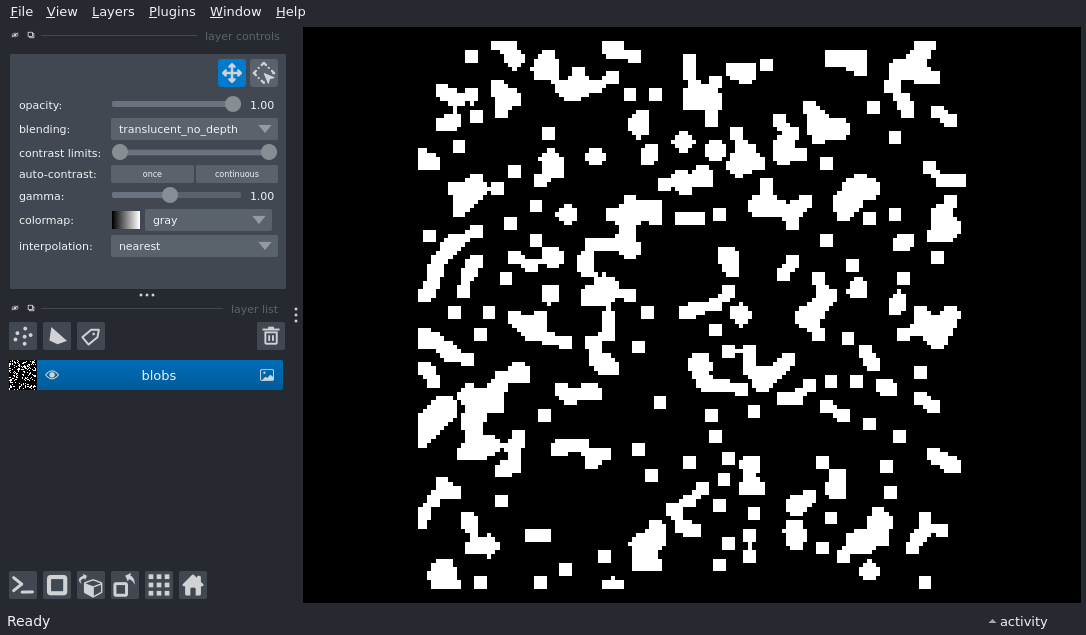 File View Layers Plugins Window Help
layer controls
opacity: 1.00
blending: translucent_no_depth
contrast limits:
auto-contrast: once continuous
gamma: 1.00
colormap: gray
interpolation: nearest
layer list
blobs
Ready
activity